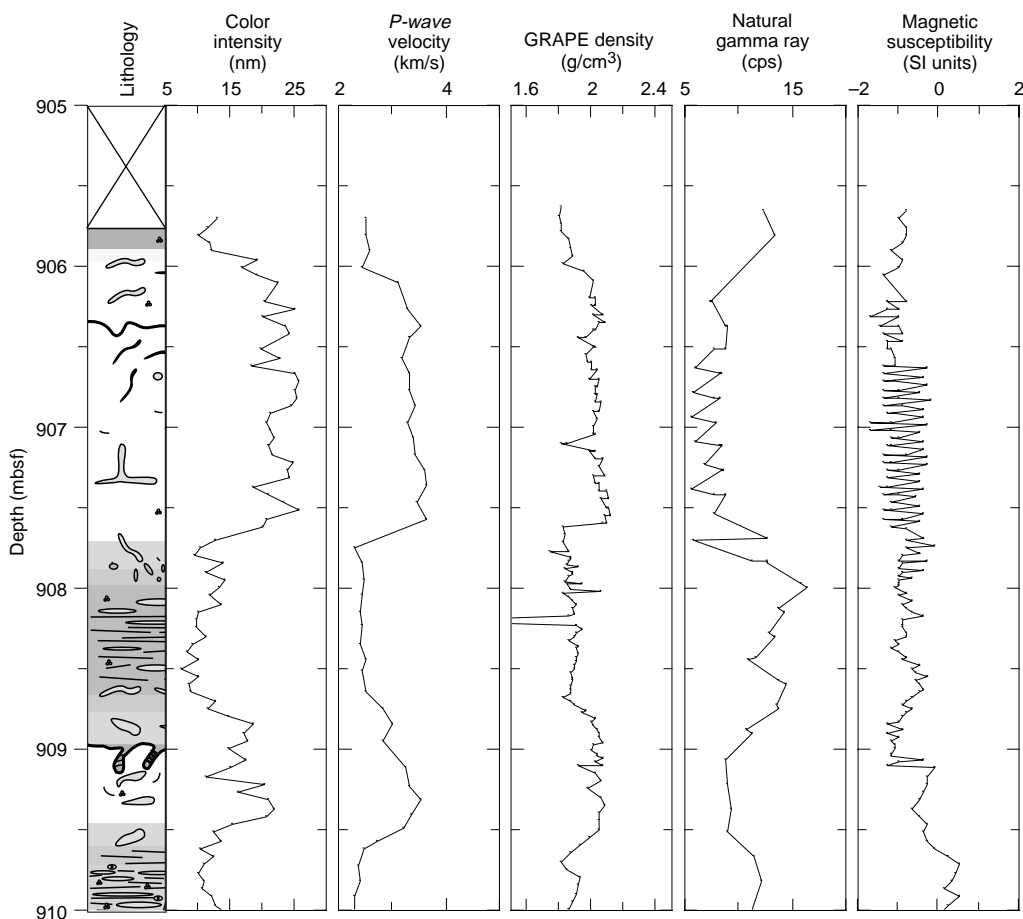 Lithology
Color
intensity
(nm)
P-wave
velocity
(km/s)
GRAPE density
(g/cm3)
Natural
gamma ray
(cps)
Magnetic
susceptibility
(SI units)
5 15 25
2 4
1.6 2 2.4
5 15
–2 0 2
Depth (mbsf)
905
906
907
908
909
910